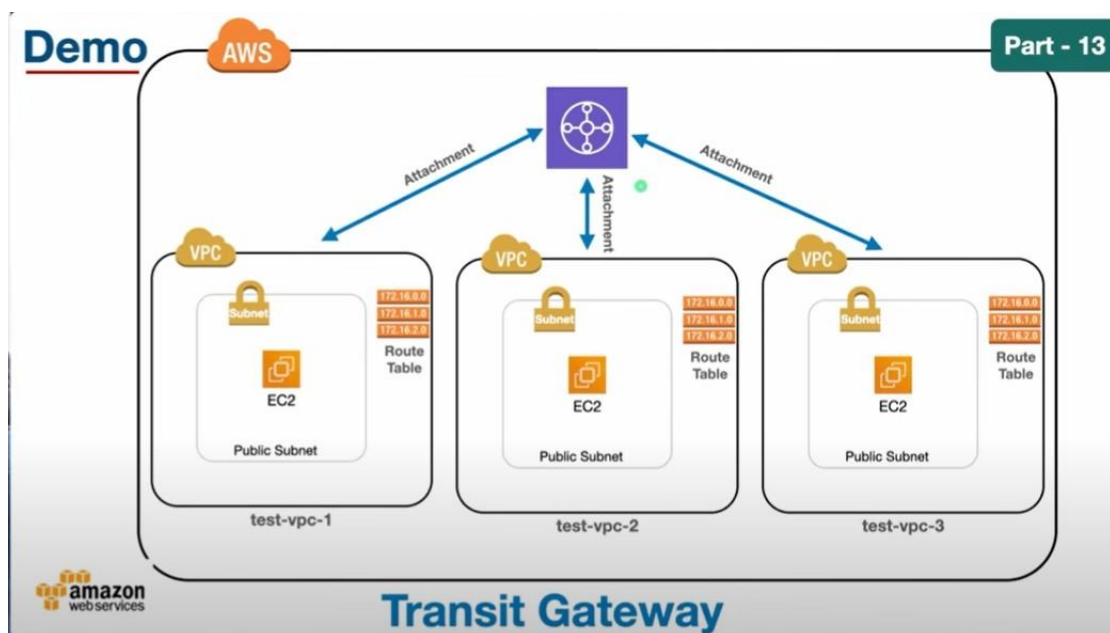 Demo
AWS
Part - 13
Attachment
Attachment
Attachment
VPC
Subnet
172.16.0.0
172.16.1.0
172.16.2.0
Route
Table
EC2
Public Subnet
test-vpc-1
VPC
Subnet
172.16.0.0
172.16.1.0
172.16.2.0
Route
Table
EC2
Public Subnet
test-vpc-2
VPC
Subnet
172.16.0.0
172.16.1.0
172.16.2.0
Route
Table
EC2
Public Subnet
test-vpc-3
amazon
web services
Transit Gateway